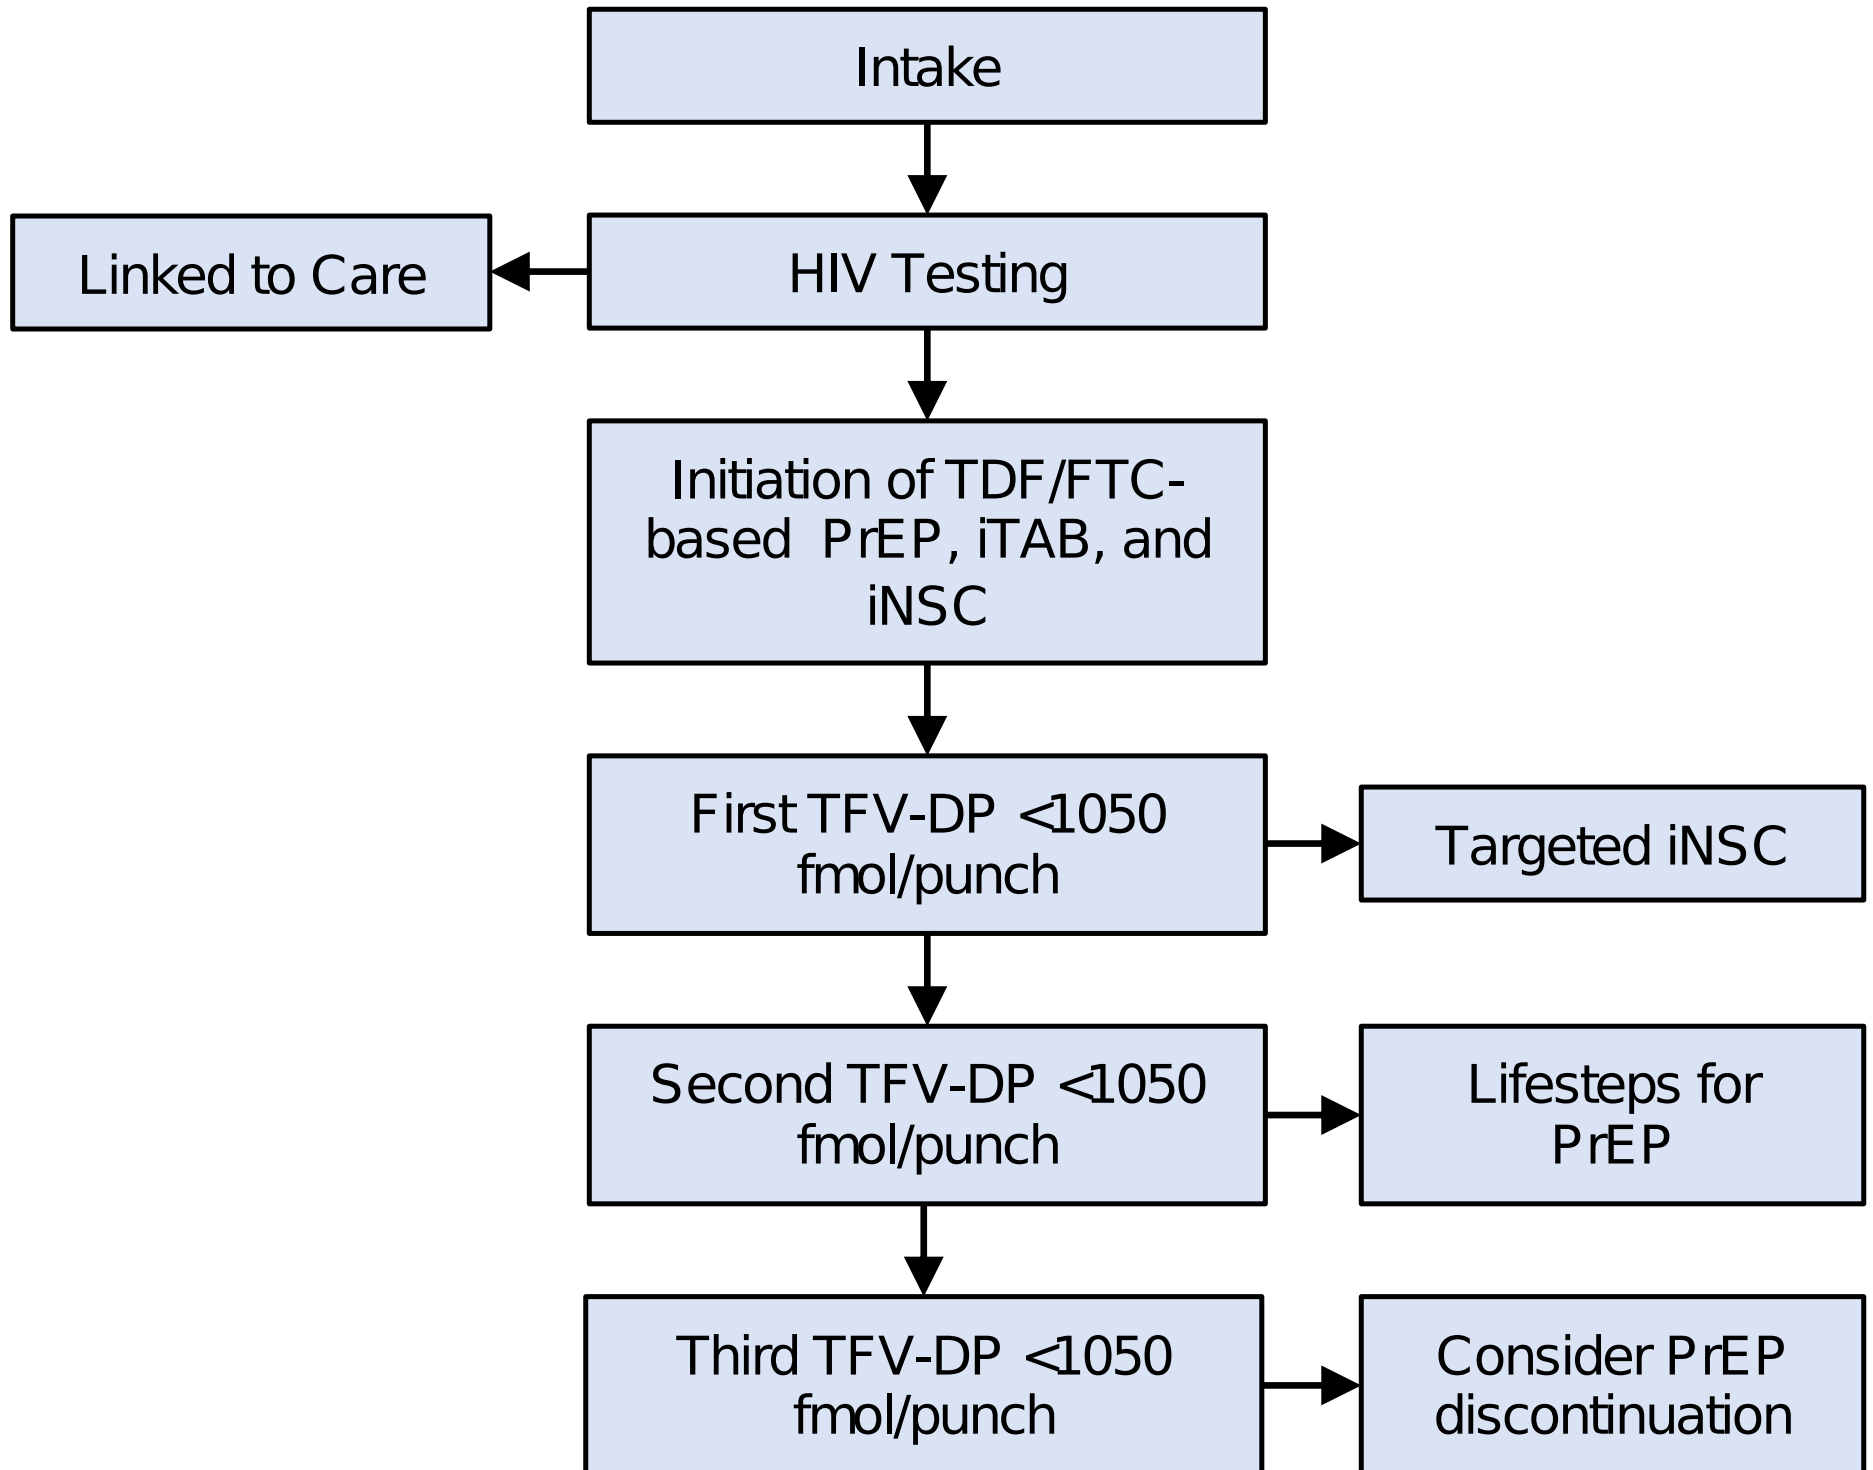 Intake
Linked to Care
HIV Testing
Initiation of TDF/FTC-
based PrEP, iTAB, and
iNSC
First TFV-DP <1050
fmol/punch
Targeted iNSC
Second TFV-DP <1050
fmol/punch
Lifesteps for
PrEP
Third TFV-DP <1050
fmol/punch
Consider PrEP
discontinuation